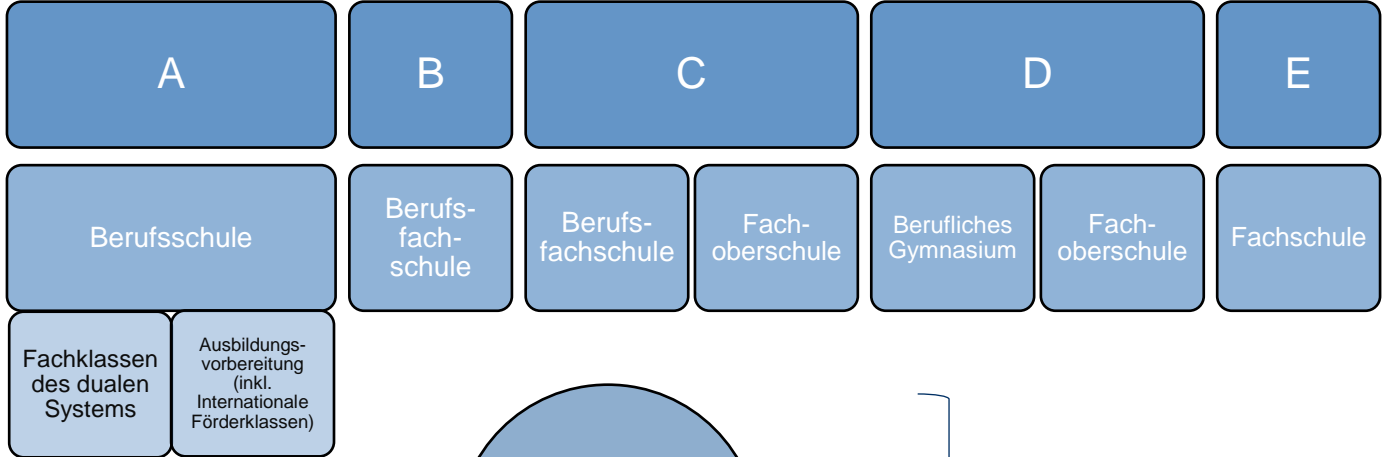 A
B
C
D
E
Berufsschule
Berufs-
fach-
schule
Berufs-
fachschule
Fach-
oberschule
Berufliches
Gymnasium
Fach-
oberschule
Fachschule
Fachklassen
des dualen
Systems
Ausbildungs-
vorbereitung
(inkl.
Internationale
Förderklassen)